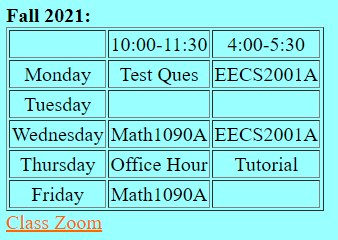 Fall 2021:
10:00-11:30 4:00-5:30
Monday Test Ques EECS2001A
Tuesday
Wednesday Math1090A EECS2001A
Thursday Office Hour Tutorial
Friday Math1090A
Class Zoom